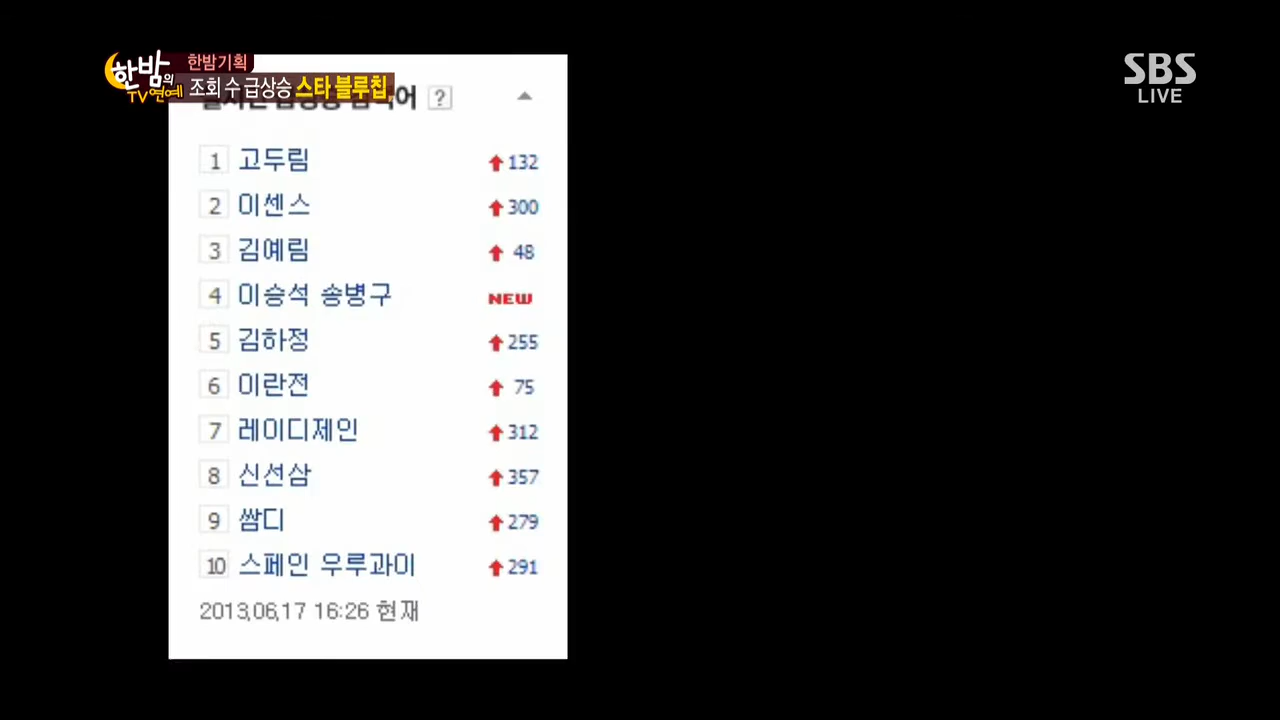 한밤의
TV연예
한밤기획
조회 수 급상승 스타 블루칩,
SBS
LIVE
?
1 고두림 132
2 이센스 300
3 김예림 48
4 이승석 송병구 NEW
5 김하정 255
6 이란전 75
7 레이디제인 312
8 신선삼 357
9 쌈디 279
10 스페인 우루과이 291
2013.06.17 16:26 현재